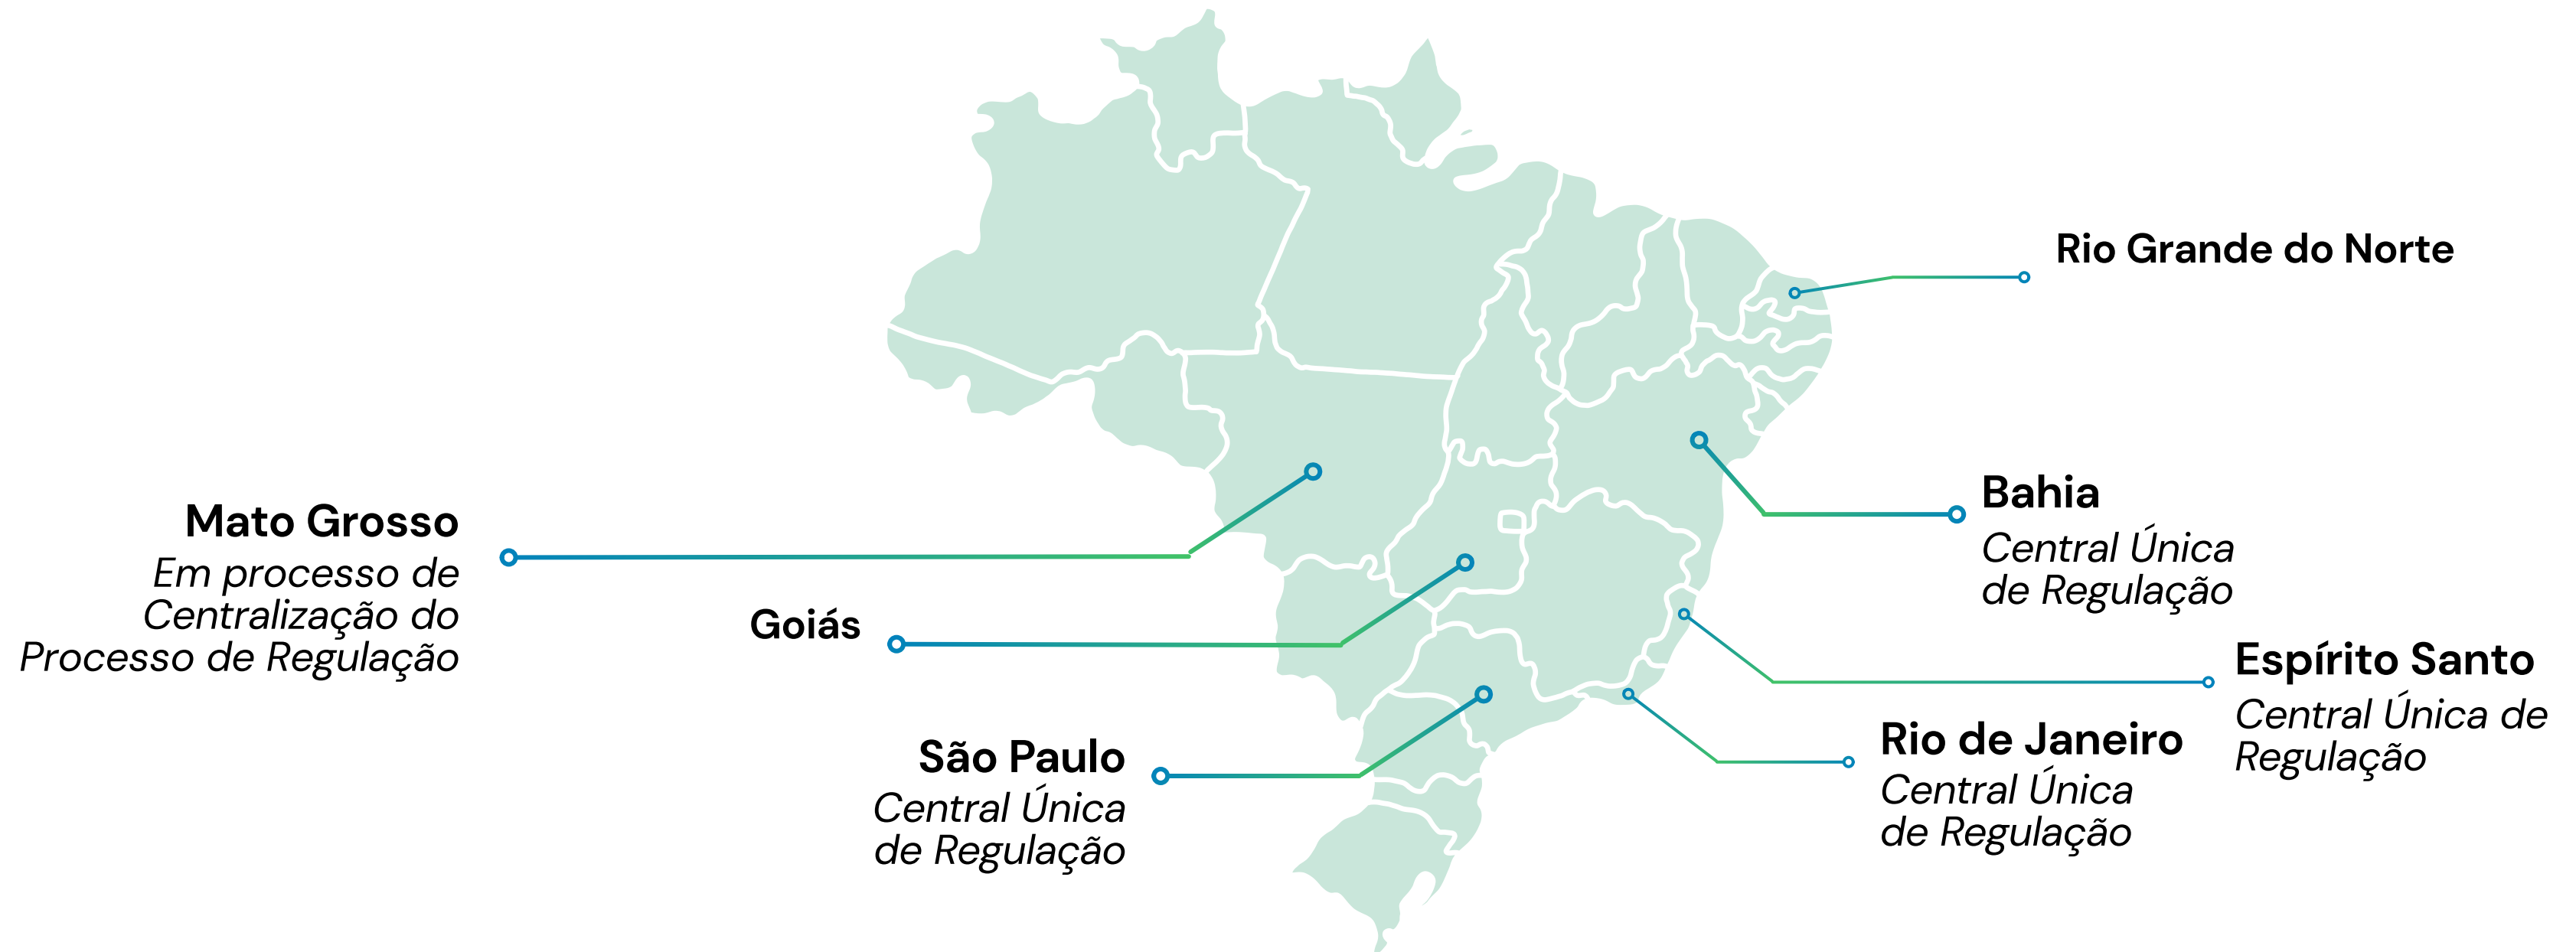 Rio Grande do Norte
Mato Grosso
Em processo de
Centralização do
Processo de Regulação
Bahia
Central Única
de Regulação
Goiás
Espírito Santo
Central Única de
Regulação
São Paulo
Central Única
de Regulação
Rio de Janeiro
Central Única
de Regulação